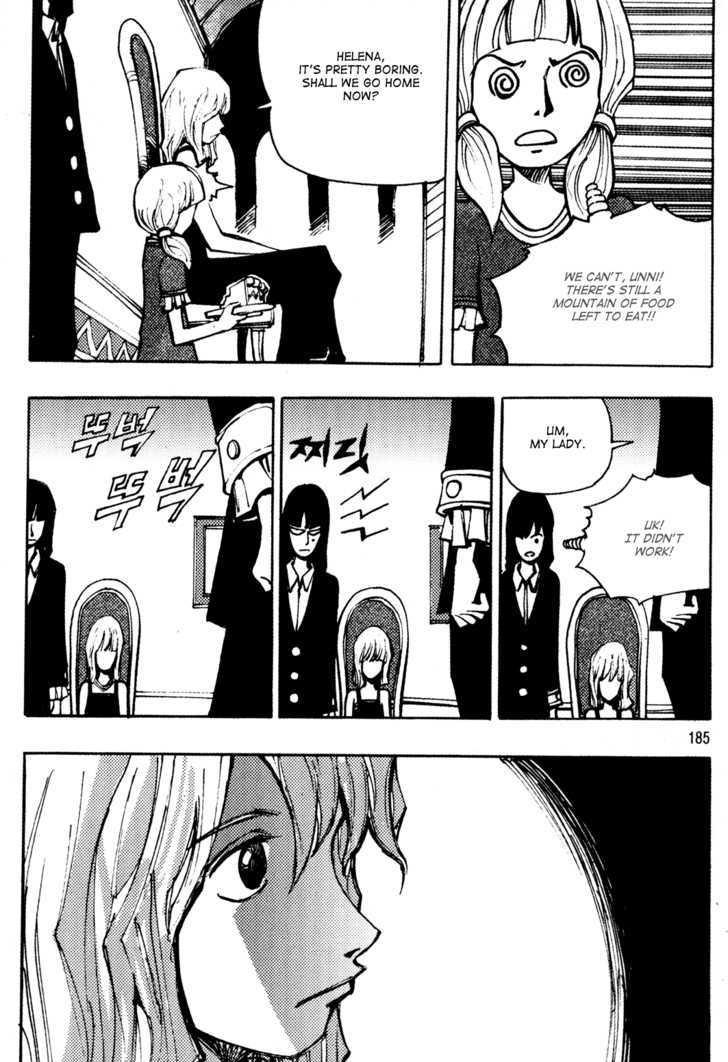 HELENA,
IT'S PRETTY BORING.
SHALL WE GO HOME
NOW?
WE CAN'T, UNNI!
THERE'S STILL A
MOUNTAIN OF FOOD
LEFT TO EAT!!
뚜벅
뚜벅
찌릿
UM,
MY LADY.
UK!
IT DIDN'T
WORK!
185